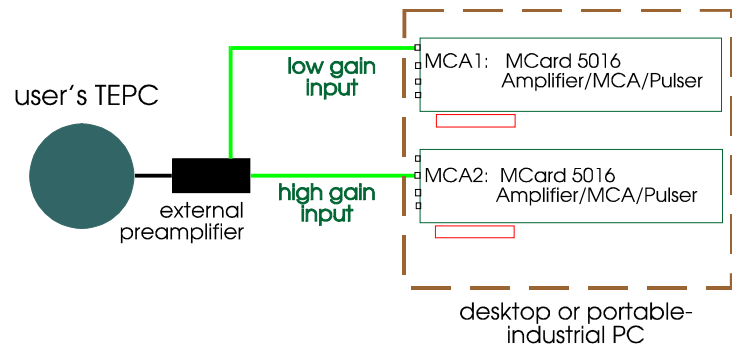 low gain
input
MCA1: MCard 5016
Amplifier/MCA/Pulser
user's TEPC
high gain
input
MCA2: MCard 5016
Amplifier/MCA/Pulser
external
preamplifier
desktop or portable-
industrial PC